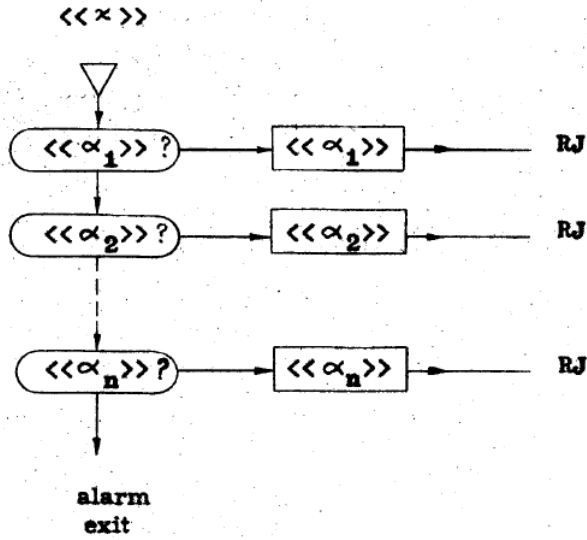 << x >>
<< α1 >> ? << α1 >> RJ
<< α2 >> ? << α2 >> RJ
<< αn >> ? << αn >> RJ
alarm
exit